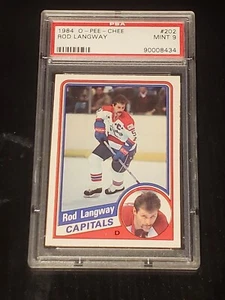 PSA
1984 O-PEE-CHEE #202
ROD LANGWAY MINT 9
90008434
Rod Langway
CAPITALS
D